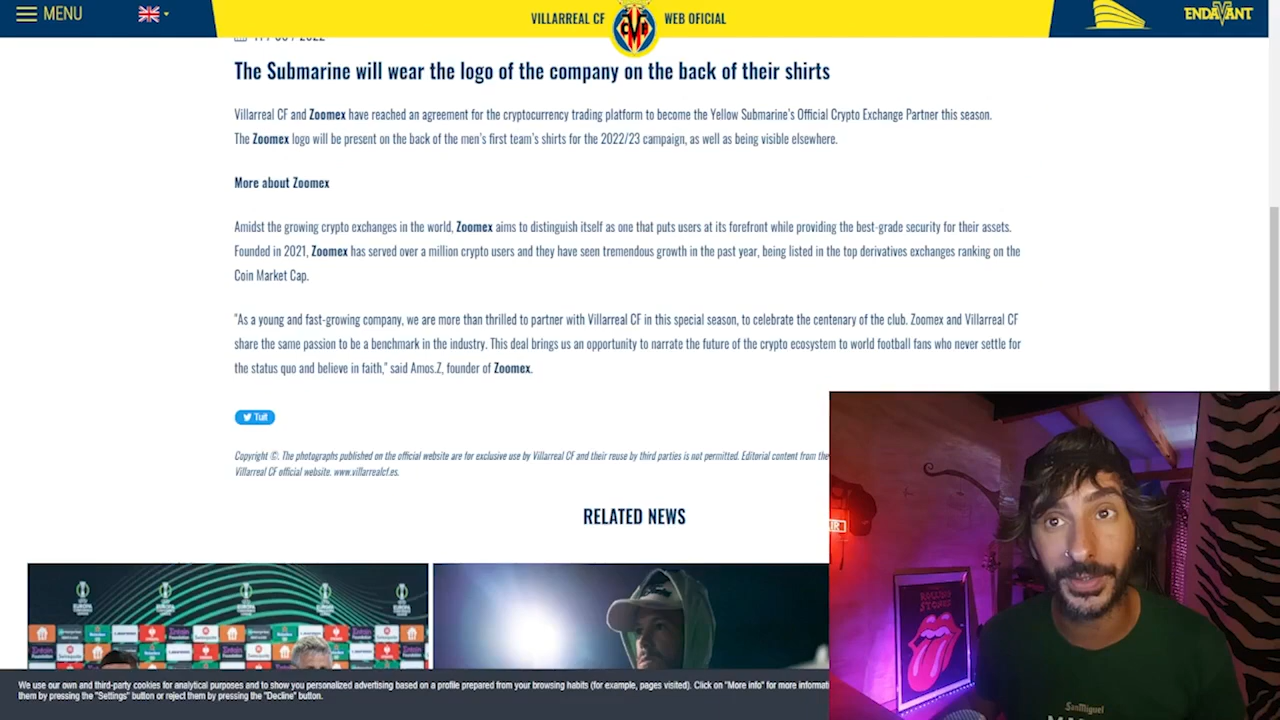 MENU
VILLARREAL CF
WEB OFICIAL
ENDAVANT
The Submarine will wear the logo of the company on the back of their shirts
Villarreal CF and Zoomex have reached an agreement for the cryptocurrency trading platform to become the Yellow Submarine's Official Crypto Exchange Partner this season.
The Zoomex logo will be present on the back of the men's first team's shirts for the 2022/23 campaign, as well as being visible elsewhere.
More about Zoomex
Amidst the growing crypto exchanges in the world, Zoomex aims to distinguish itself as one that puts users at its forefront while providing the best-grade security for their assets.
Founded in 2021, Zoomex has served over a million crypto users and they have seen tremendous growth in the past year, being listed in the top derivatives exchanges ranking on the
Coin Market Cap.
"As a young and fast-growing company, we are more than thrilled to partner with Villarreal CF in this special season, to celebrate the centenary of the club. Zoomex and Villarreal CF
share the same passion to be a benchmark in the industry. This deal brings us an opportunity to narrate the future of the crypto ecosystem to world football fans who never settle for
the status quo and believe in faith," said Amos.Z, founder of Zoomex.
Tuit
Copyright ©. The photographs published on the official website are for exclusive use by Villarreal CF and their reuse by third parties is not permitted. Editorial content from the
Villarreal CF official website. www.villarrealcf.es.
RELATED NEWS
ROLLING STONES
SanMiguel
We use our own and third-party cookies for analytical purposes and to show you personalized advertising based on a profile prepared from your browsing habits (for example, pages visited). Click on "More info" for more informati
them by pressing the "Settings" button or reject them by pressing the "Decline" button.